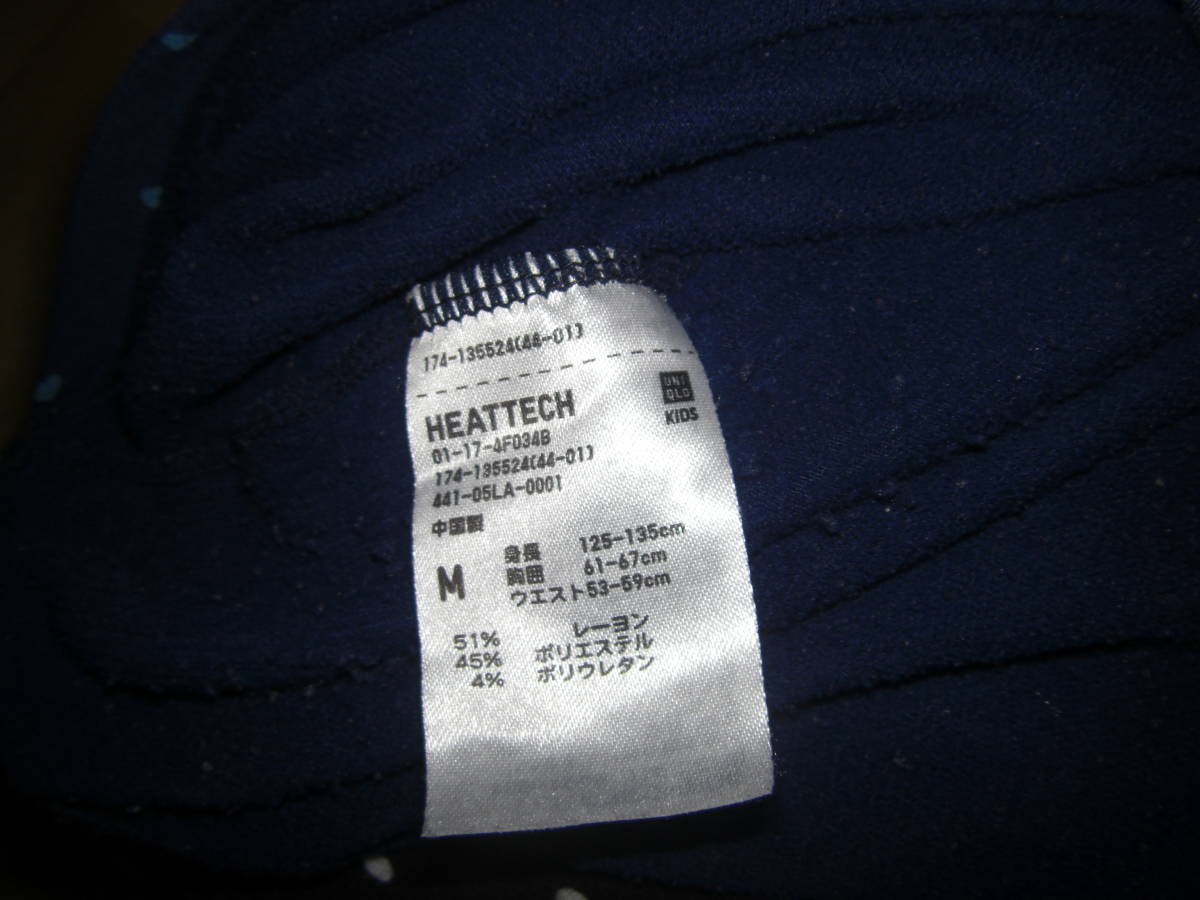 174-135524(44-01)
HEATTECH
UNI
QLO
KIDS
01-17-4F034B
174-135524(44-01)
441-05LA-0001
中国製
M
身長 125-135cm
胸囲 61-67cm
ウエスト53-59cm
51% レーヨン
45% ポリエステル
4% ポリウレタン